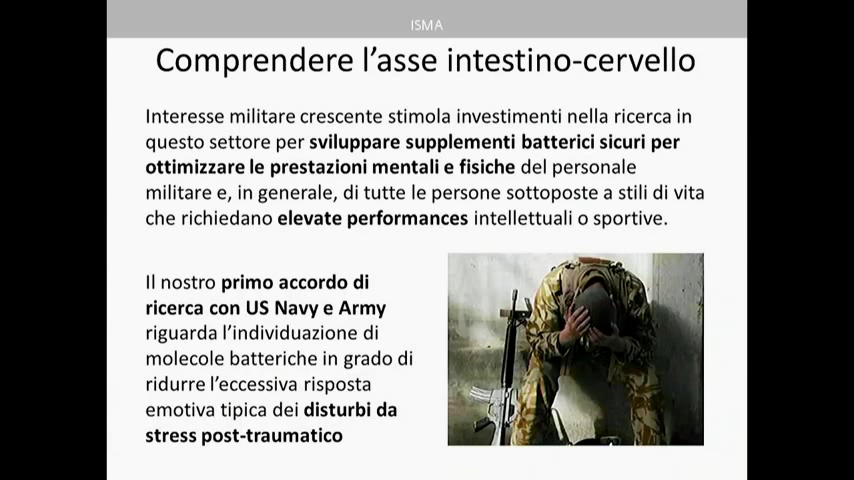 ISMA
Comprendere l’asse intestino-cervello
Interesse militare crescente stimola investimenti nella ricerca in
questo settore per sviluppare supplementi batterici sicuri per
ottimizzare le prestazioni mentali e fisiche del personale
militare e, in generale, di tutte le persone sottoposte a stili di vita
che richiedano elevate performances intellettuali o sportive.
Il nostro primo accordo di
ricerca con US Navy e Army
riguarda l’individuazione di
molecole batteriche in grado di
ridurre l’eccessiva risposta
emotiva tipica dei disturbi da
stress post-traumatico